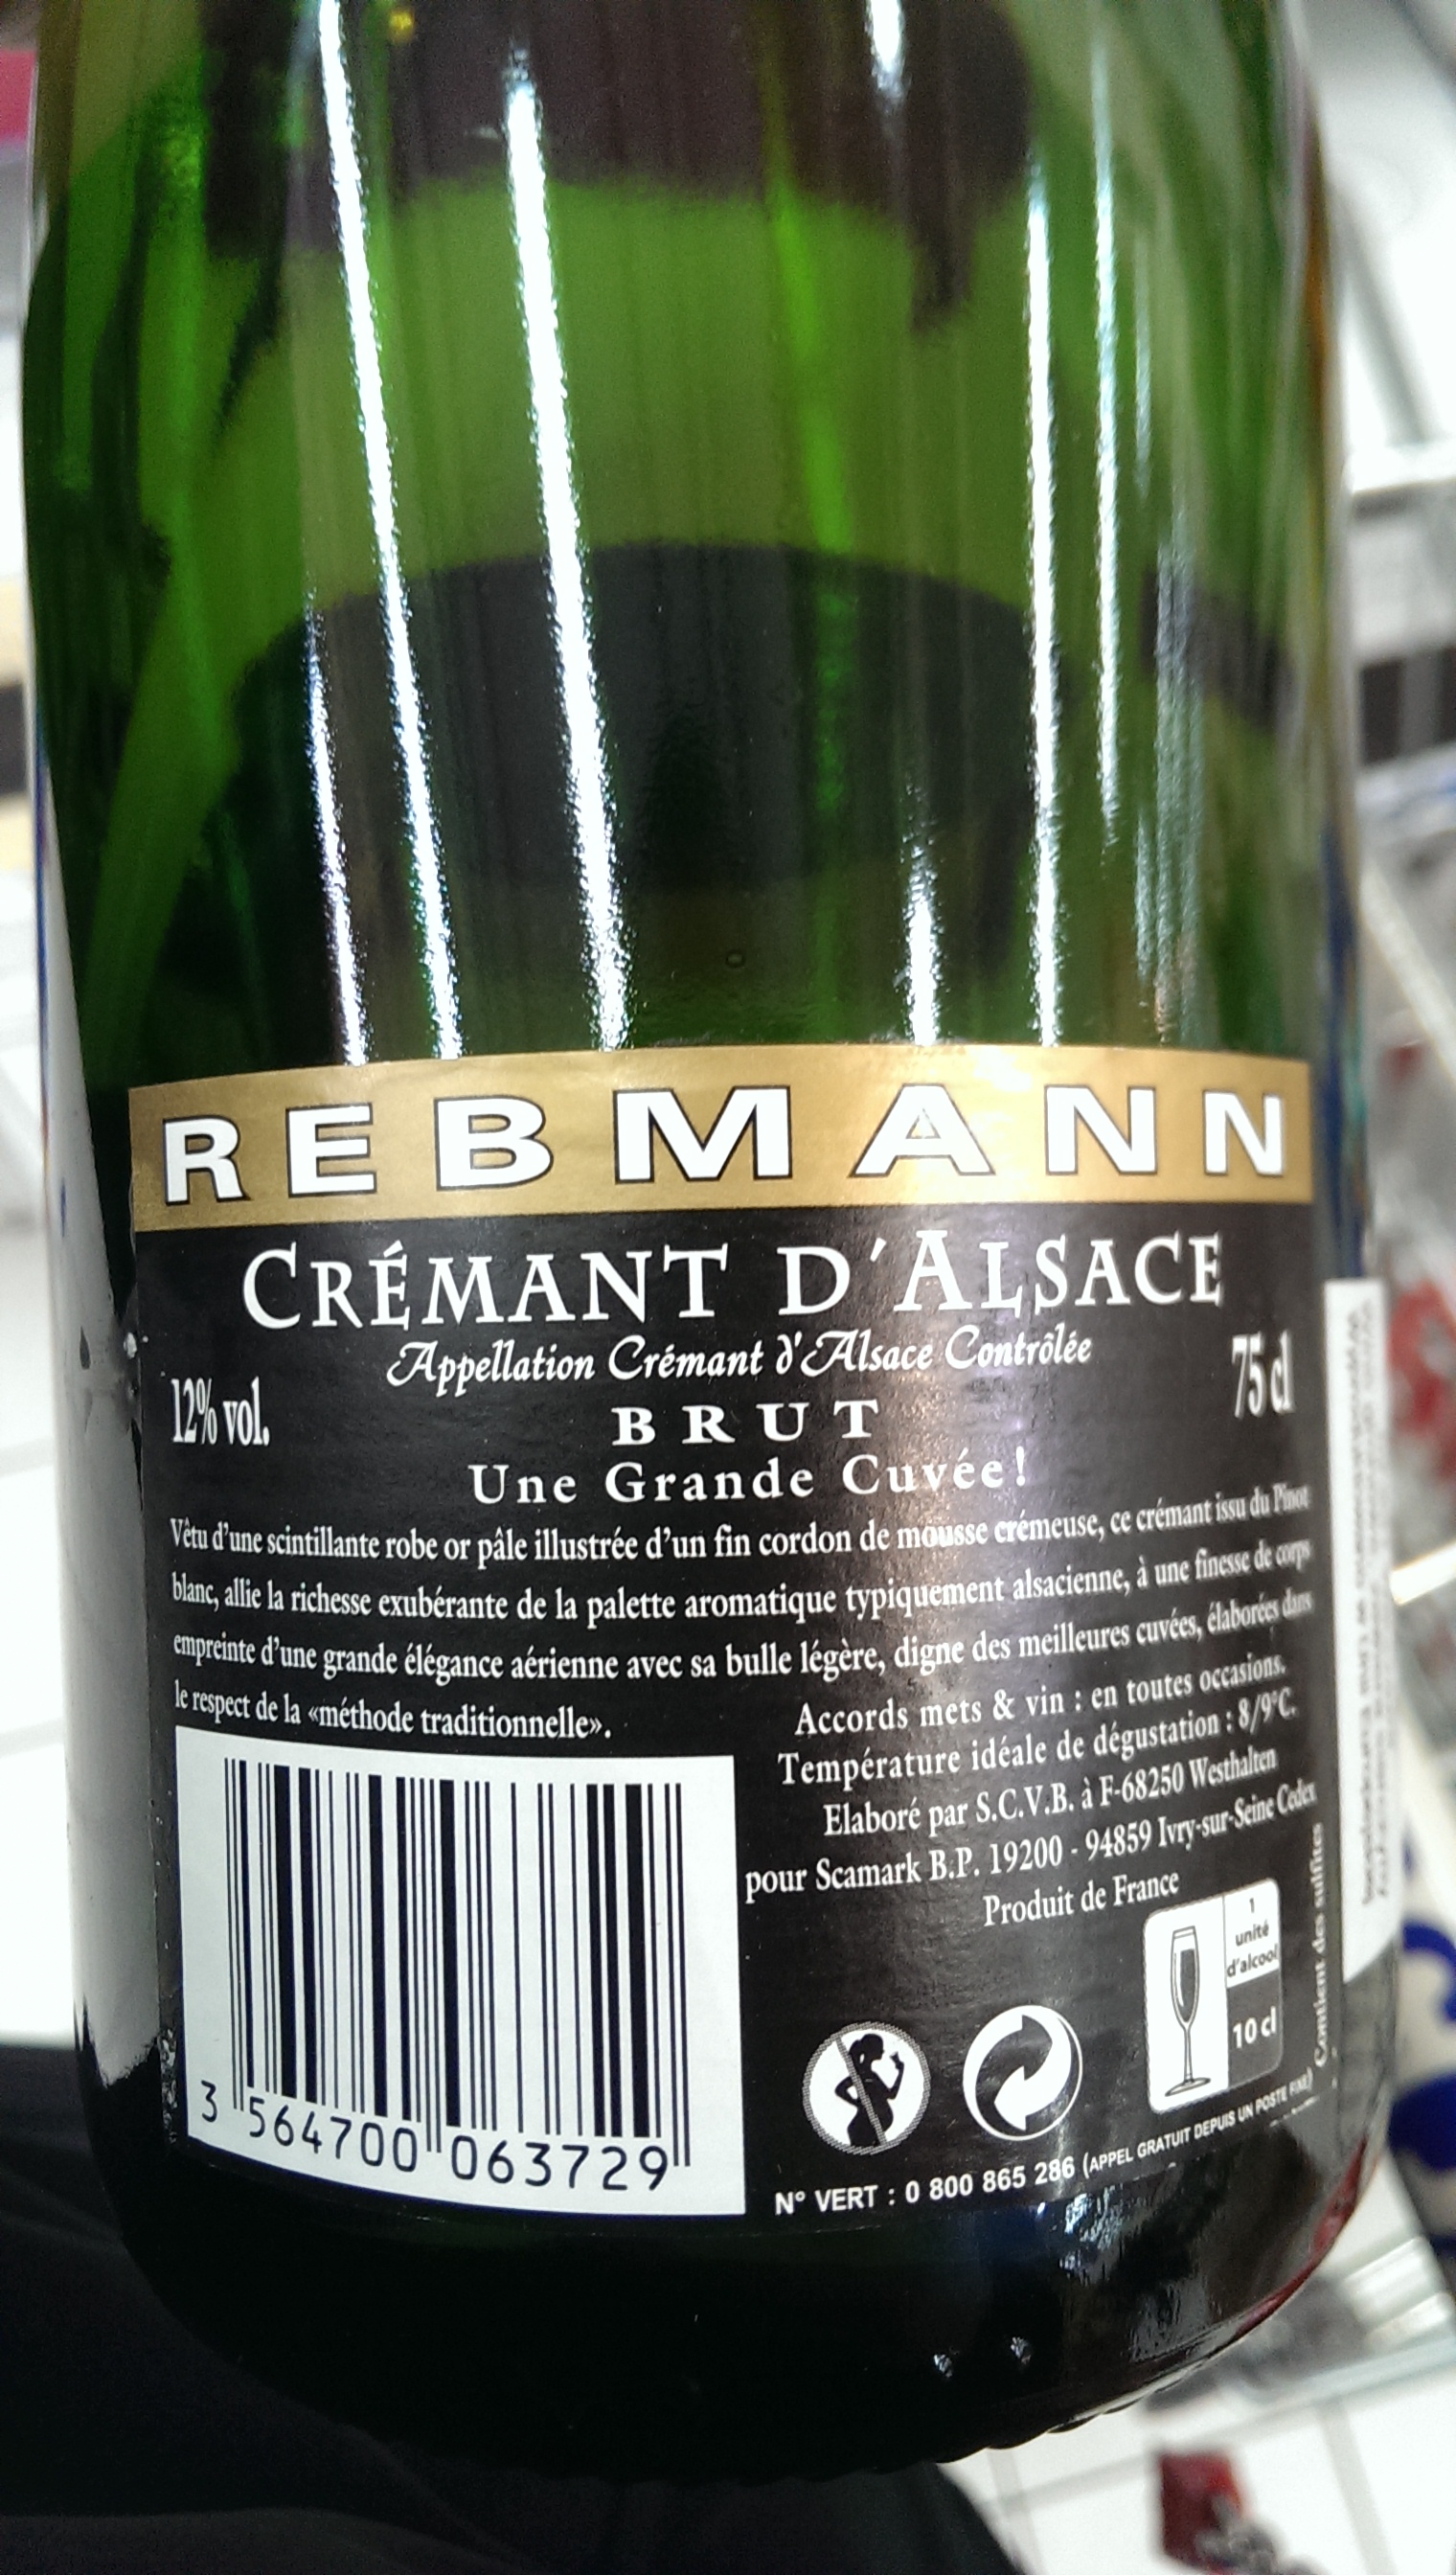 REBMANN
CRÉMANT D'ALSACE
Appellation Crémant d'Alsace Contrôlée
12% vol.
75 cl
BRUT
Une Grande Cuvée!
Vêtu d'une scintillante robe or pâle illustrée d'un fin cordon de mousse crémeuse, ce crémant issu du Pinot
blanc, allie la richesse exubérante de la palette aromatique typiquement alsacienne, à une finesse de corps
empreinte d'une grande élégance aérienne avec sa bulle légère, digne des meilleures cuvées, élaborées dans
le respect de la «méthode traditionnelle».
Accords mets & vin : en toutes occasions.
Température idéale de dégustation : 8/9°C.
Elaboré par S.C.V.B. à F-68250 Westhalten
pour Scamark B.P. 19200 - 94859 Ivry-sur-Seine Cedex
Produit de France
1
unité
d'alcool
10 cl
Contient des sulfites
3 564700 063729
N° VERT : 0 800 865 286 (APPEL GRATUIT DEPUIS UN POSTE FIXE)